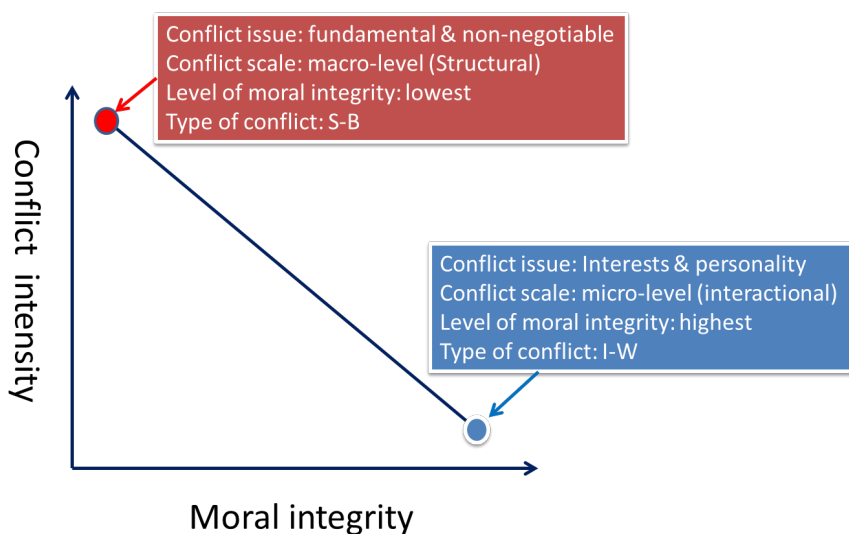 Conflict issue: fundamental & non-negotiable
Conflict scale: macro-level (Structural)
Level of moral integrity: lowest
Type of conflict: S-B
Conflict intensity
Conflict issue: Interests & personality
Conflict scale: micro-level (interactional)
Level of moral integrity: highest
Type of conflict: I-W
Moral integrity